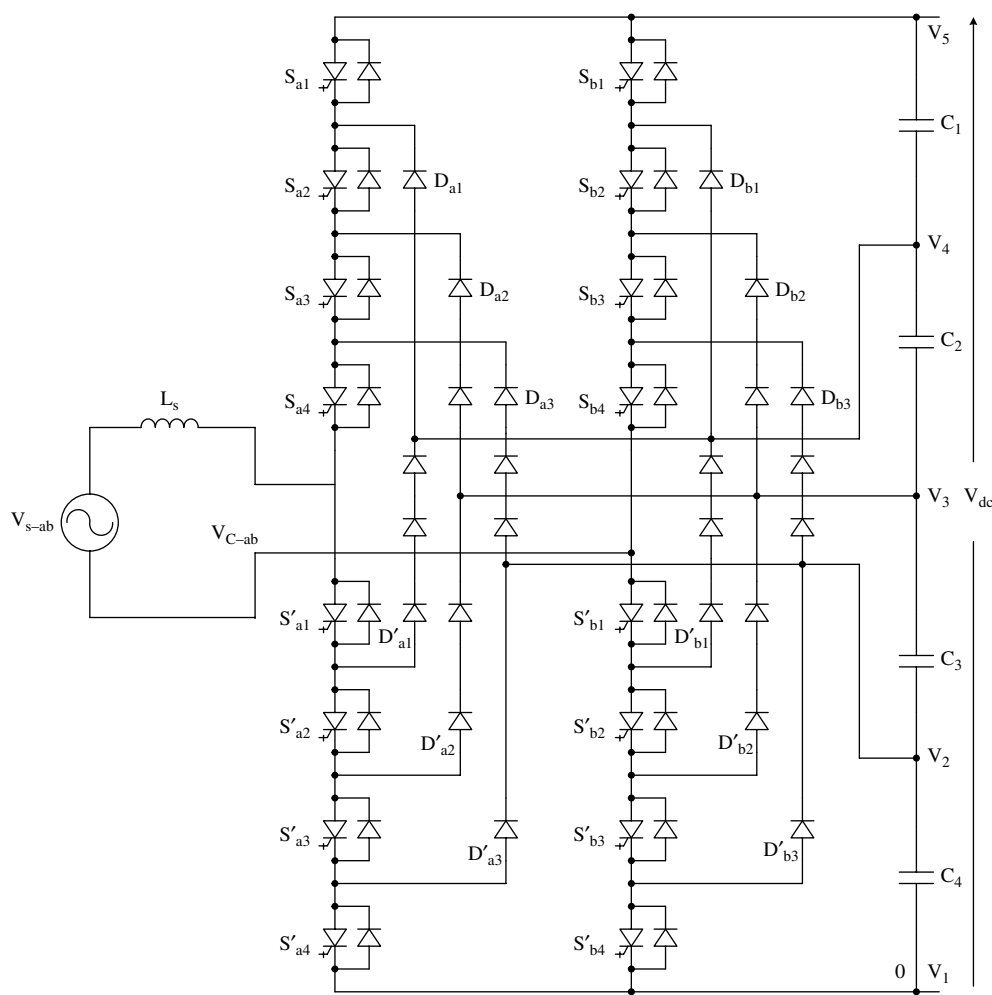 V5
Sa1
Sb1
C1
Sa2
Da1
Sb2
Db1
V4
Sa3
Da2
Sb3
Db2
C2
Ls
Sa4
Da3
Sb4
Db3
Vs–ab
VC–ab
V3
Vdc
S′a1
D′a1
S′b1
D′b1
C3
S′a2
D′a2
S′b2
D′b2
V2
S′a3
D′a3
S′b3
D′b3
C4
S′a4
S′b4
0
V1